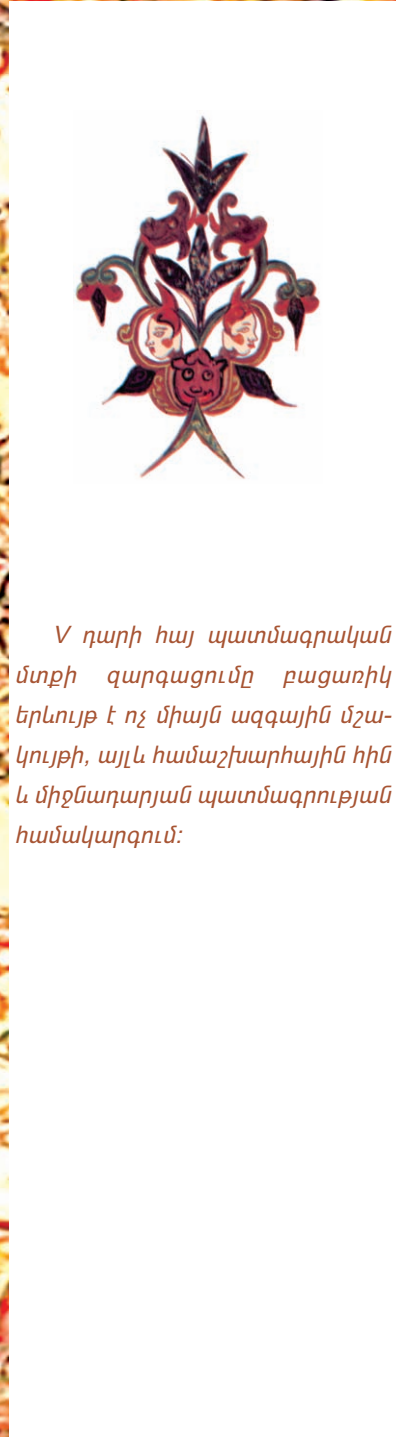 V դարի հայ պատմագրական
մտքի զարգացումը բացառիկ
երևույթ է ոչ միայն ազգային մշա-
կույթի, այլև համաշխարհային հին
և միջնադարյան պատմագրության
համակարգում: